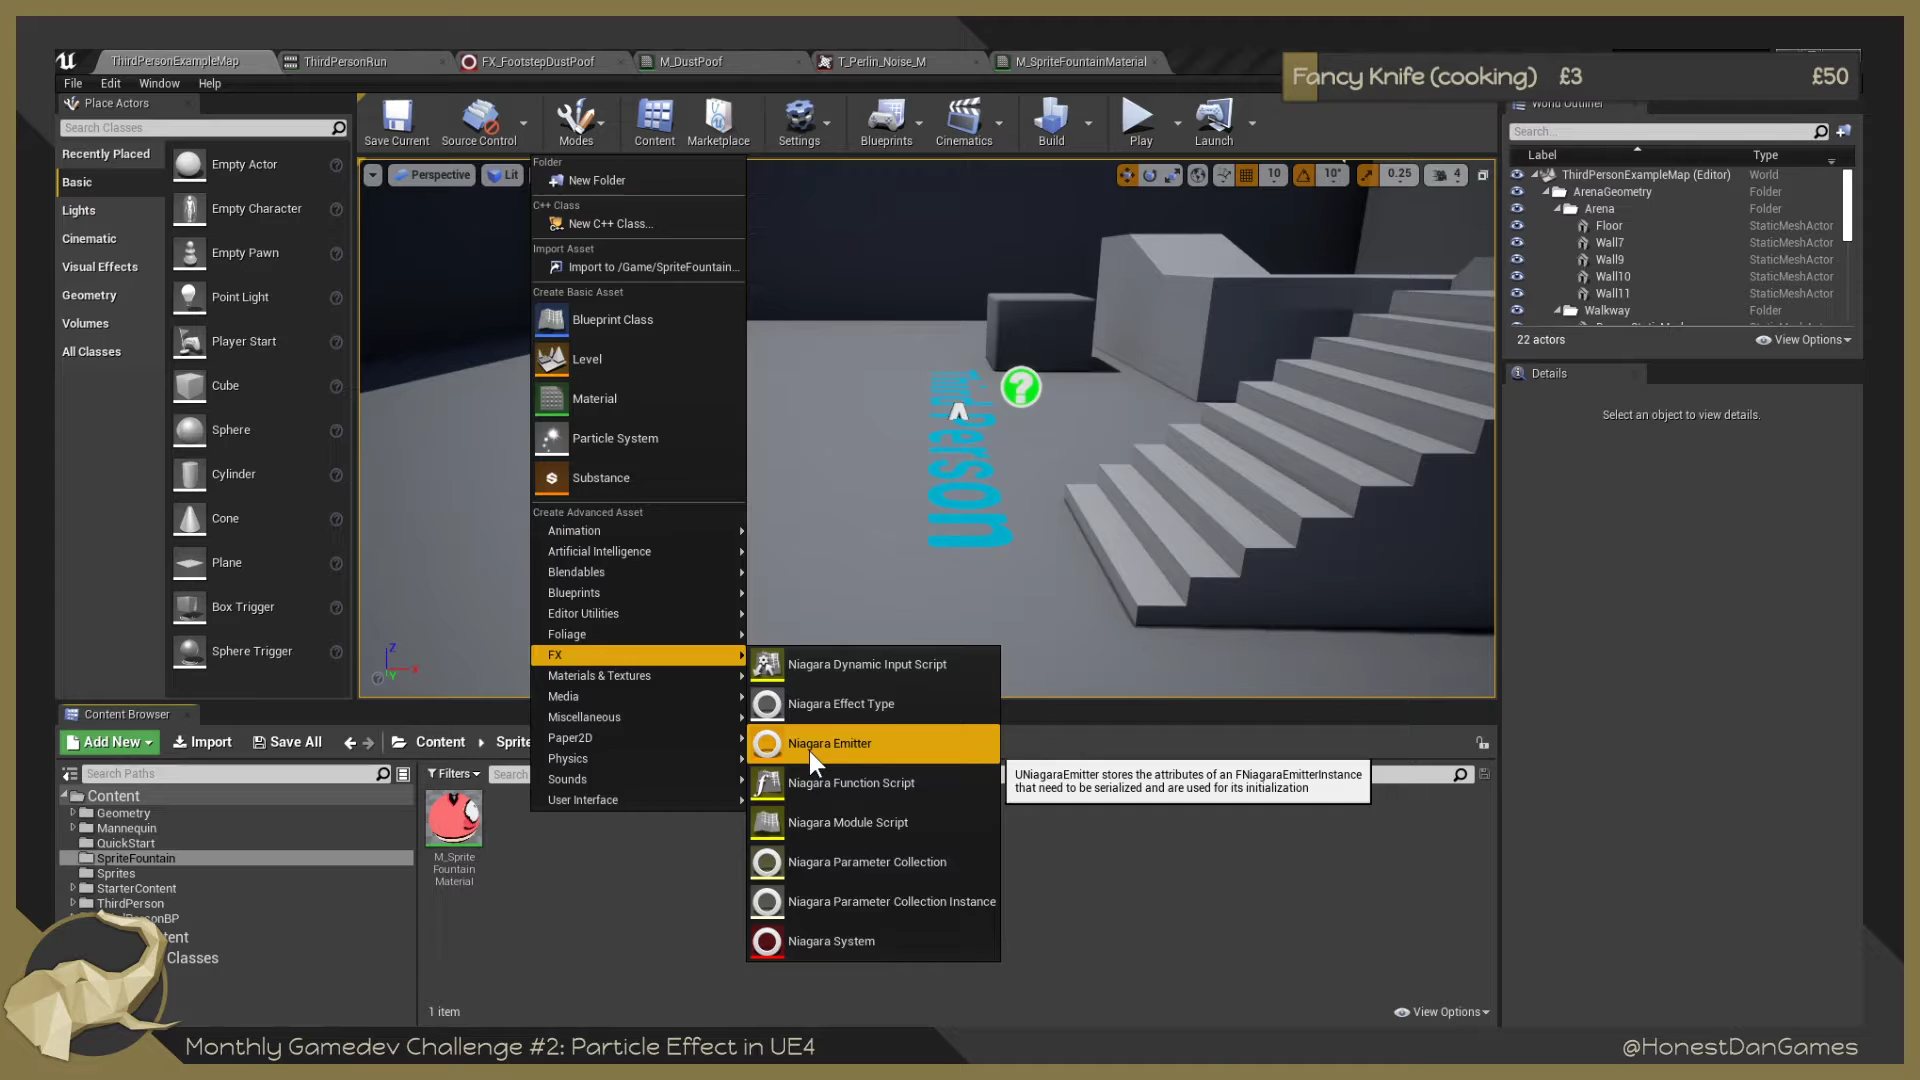 ThirdPersonExampleMap
ThirdPersonRun
FX_FootstepDustPoof
M_DustPoof
T_Perlin_Noise_M
M_SpriteFountainMaterial
Fancy Knife (cooking) £3 £50
File Edit Window Help
Place Actors
Search Classes
Recently Placed
Basic
Lights
Cinematic
Visual Effects
Geometry
Volumes
All Classes
Empty Actor
Empty Character
Empty Pawn
Point Light
Player Start
Cube
Sphere
Cylinder
Cone
Plane
Box Trigger
Sphere Trigger
Save Current
Source Control
Modes
Content
Marketplace
Settings
Blueprints
Cinematics
Build
Play
Launch
Perspective
Lit
10
10°
0.25
4
Folder
New Folder
C++ Class
New C++ Class...
Import Asset
Import to /Game/SpriteFountain...
Create Basic Asset
Blueprint Class
Level
Material
Particle System
Substance
Create Advanced Asset
Animation
Artificial Intelligence
Blendables
Blueprints
Editor Utilities
Foliage
FX
Materials & Textures
Media
Miscellaneous
Paper2D
Physics
Sounds
User Interface
Niagara Dynamic Input Script
Niagara Effect Type
Niagara Emitter
Niagara Function Script
Niagara Module Script
Niagara Parameter Collection
Niagara Parameter Collection Instance
Niagara System
UNiagaraEmitter stores the attributes of an FNiagaraEmitterInstance
that need to be serialized and are used for its initialization
ThirdPerson
Z
X
Y
World Outliner
Search...
Label Type
ThirdPersonExampleMap (Editor) World
ArenaGeometry Folder
Arena Folder
Floor StaticMeshActor
Wall7 StaticMeshActor
Wall9 StaticMeshActor
Wall10 StaticMeshActor
Wall11 StaticMeshActor
Walkway Folder
22 actors
View Options
Details
Select an object to view details.
Content Browser
Add New
Import
Save All
Content
Sprite
Search Paths
Filters
Search
Content
Geometry
Mannequin
QuickStart
SpriteFountain
Sprites
StarterContent
ThirdPerson
PersonBP
tent
Classes
M_Sprite
Fountain
Material
1 item
View Options
Monthly Gamedev Challenge #2: Particle Effect in UE4
@HonestDanGames